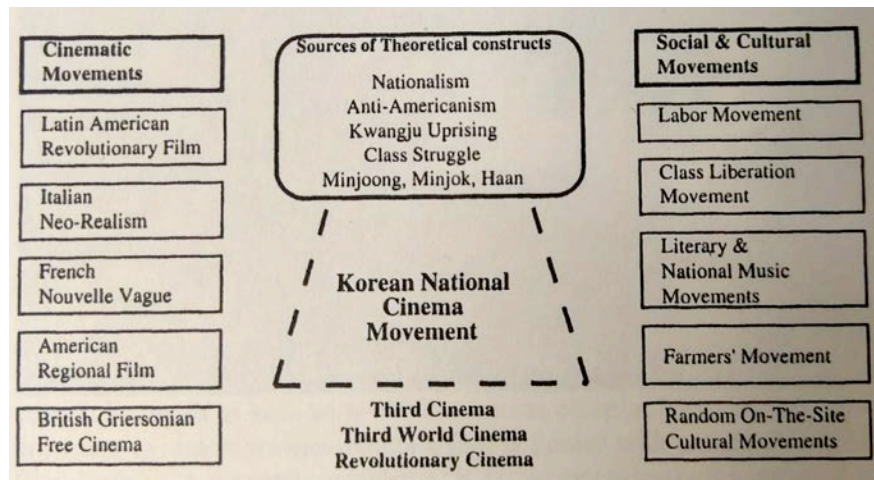 Cinematic
Movements
Latin American
Revolutionary Film
Italian
Neo-Realism
French
Nouvelle Vague
American
Regional Film
British Griersonian
Free Cinema
Sources of Theoretical constructs
Nationalism
Anti-Americanism
Kwangju Uprising
Class Struggle
Minjoong, Minjok, Haan
Korean National
Cinema
Movement
Third Cinema
Third World Cinema
Revolutionary Cinema
Social & Cultural
Movements
Labor Movement
Class Liberation
Movement
Literary &
National Music
Movements
Farmers' Movement
Random On-The-Site
Cultural Movements